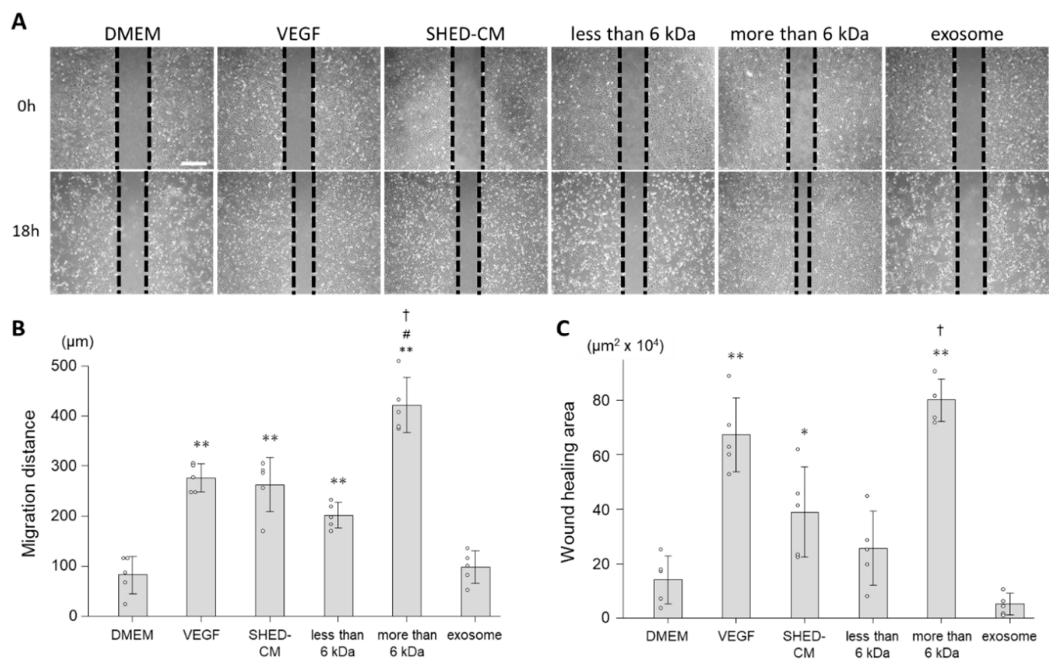 A
DMEM VEGF SHED-CM less than 6 kDa more than 6 kDa exosome
0h
18h
B
(μm)
Migration distance
500
400
300
200
100
0
**
**
**
†
#
**
DMEM VEGF SHED-CM less than 6 kDa more than 6 kDa exosome
C
(μm² x 10⁴)
Wound healing area
80
60
40
20
0
**
*
†
**
DMEM VEGF SHED-CM less than 6 kDa more than 6 kDa exosome